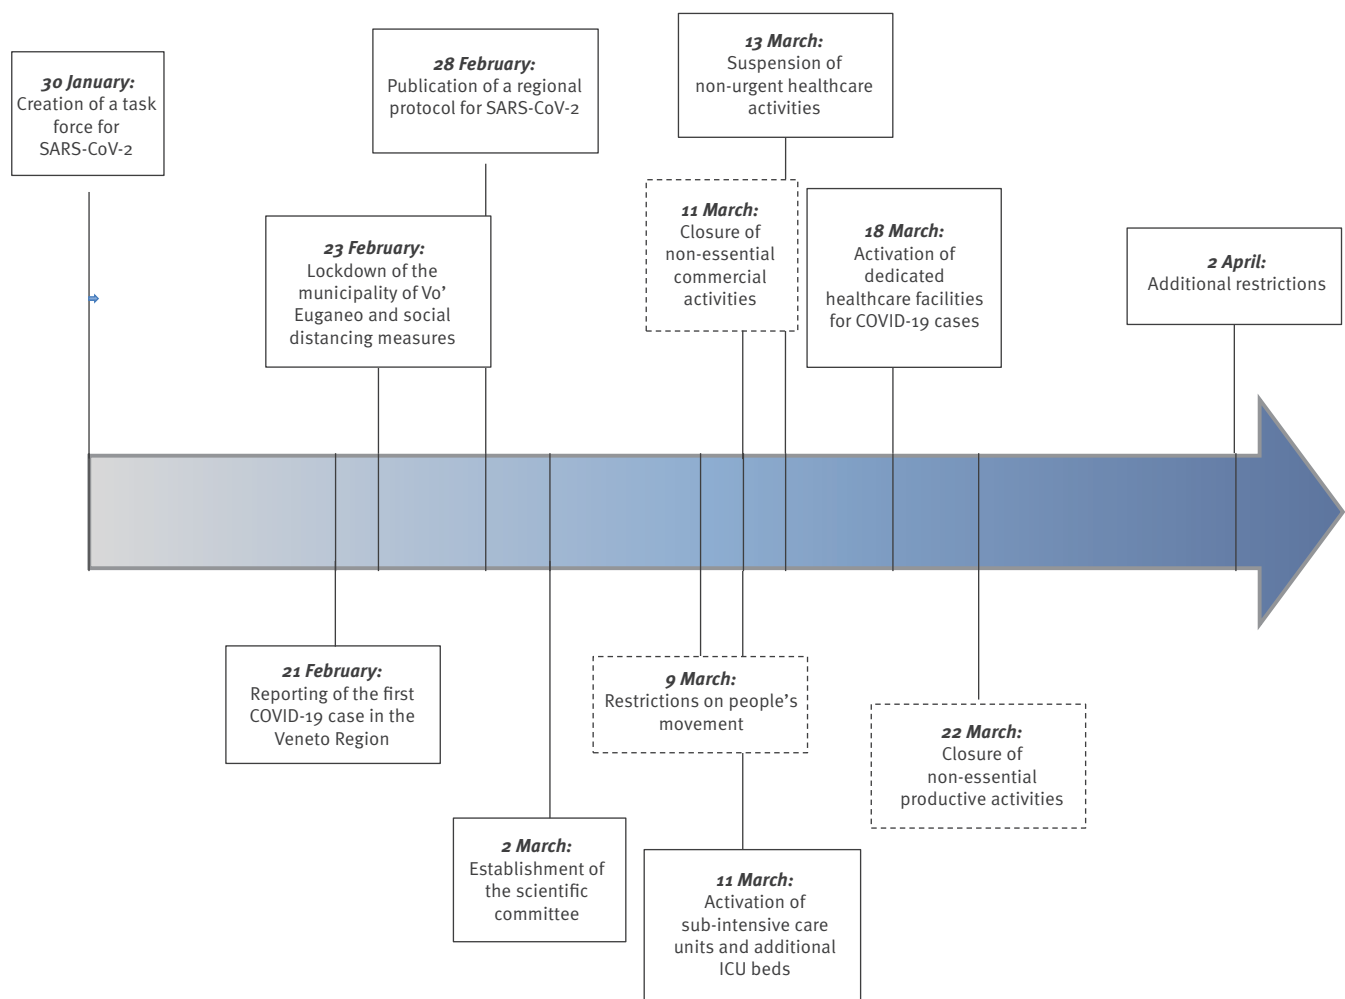 30 January:
Creation of a task
force for
SARS-CoV-2
28 February:
Publication of a regional
protocol for SARS-CoV-2
13 March:
Suspension of
non-urgent healthcare
activities
23 February:
Lockdown of the
municipality of Vo’
Euganeo and social
distancing measures
11 March:
Closure of
non-essential
commercial
activities
18 March:
Activation of
dedicated
healthcare facilities
for COVID-19 cases
2 April:
Additional restrictions
21 February:
Reporting of the first
COVID-19 case in the
Veneto Region
9 March:
Restrictions on people’s
movement
22 March:
Closure of
non-essential
productive activities
2 March:
Establishment of
the scientific
committee
11 March:
Activation of
sub-intensive care
units and additional
ICU beds